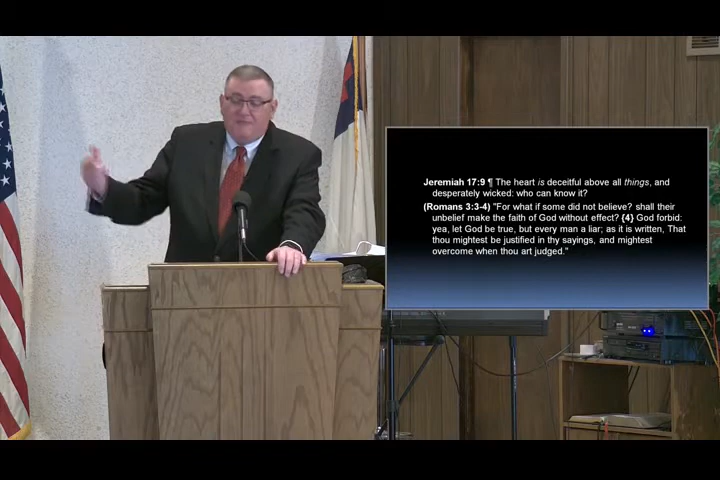 Jeremiah 17:9 ¶ The heart is deceitful above all things, and
desperately wicked: who can know it?
(Romans 3:3-4) "For what if some did not believe? shall their
unbelief make the faith of God without effect? {4} God forbid:
yea, let God be true, but every man a liar; as it is written, That
thou mightest be justified in thy sayings, and mightest
overcome when thou art judged."